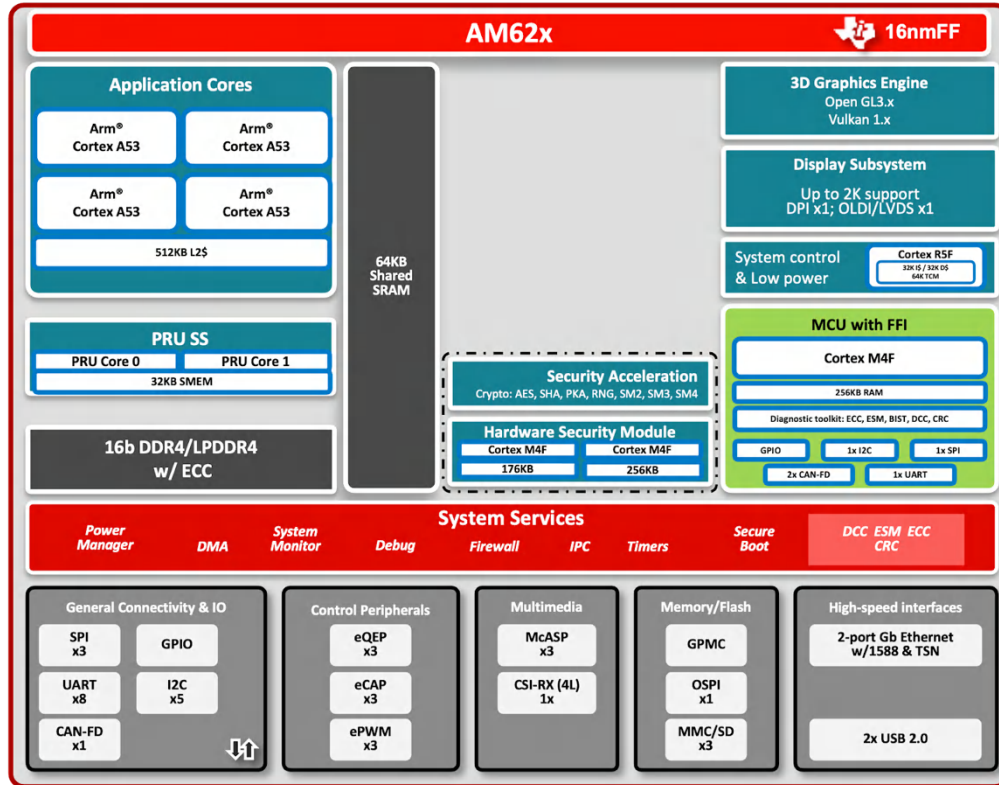 AM62x
16nmFF
Application Cores
Arm®
Cortex A53
Arm®
Cortex A53
Arm®
Cortex A53
Arm®
Cortex A53
512KB L2$
PRU SS
PRU Core 0
PRU Core 1
32KB SMEM
16b DDR4/LPDDR4
w/ ECC
64KB
Shared
SRAM
Security Acceleration
Crypto: AES, SHA, PKA, RNG, SM2, SM3, SM4
Hardware Security Module
Cortex M4F
Cortex M4F
176KB
256KB
3D Graphics Engine
Open GL3.x
Vulkan 1.x
Display Subsystem
Up to 2K support
DPI x1; OLDI/LVDS x1
System control
& Low power
Cortex R5F
32K I$ / 32K D$
64K TCM
MCU with FFI
Cortex M4F
256KB RAM
Diagnostic toolkit: ECC, ESM, BIST, DCC, CRC
GPIO
1x I2C
1x SPI
2x CAN-FD
1x UART
System Services
Power
Manager
DMA
System
Monitor
Debug
Firewall
IPC
Timers
Secure
Boot
DCC ESM ECC
CRC
General Connectivity & IO
SPI
x3
GPIO
UART
x8
I2C
x5
CAN-FD
x1
Control Peripherals
eQEP
x3
eCAP
x3
ePWM
x3
Multimedia
McASP
x3
CSI-RX (4L)
1x
Memory/Flash
GPMC
OSPI
x1
MMC/SD
x3
High-speed interfaces
2-port Gb Ethernet
w/1588 & TSN
2x USB 2.0